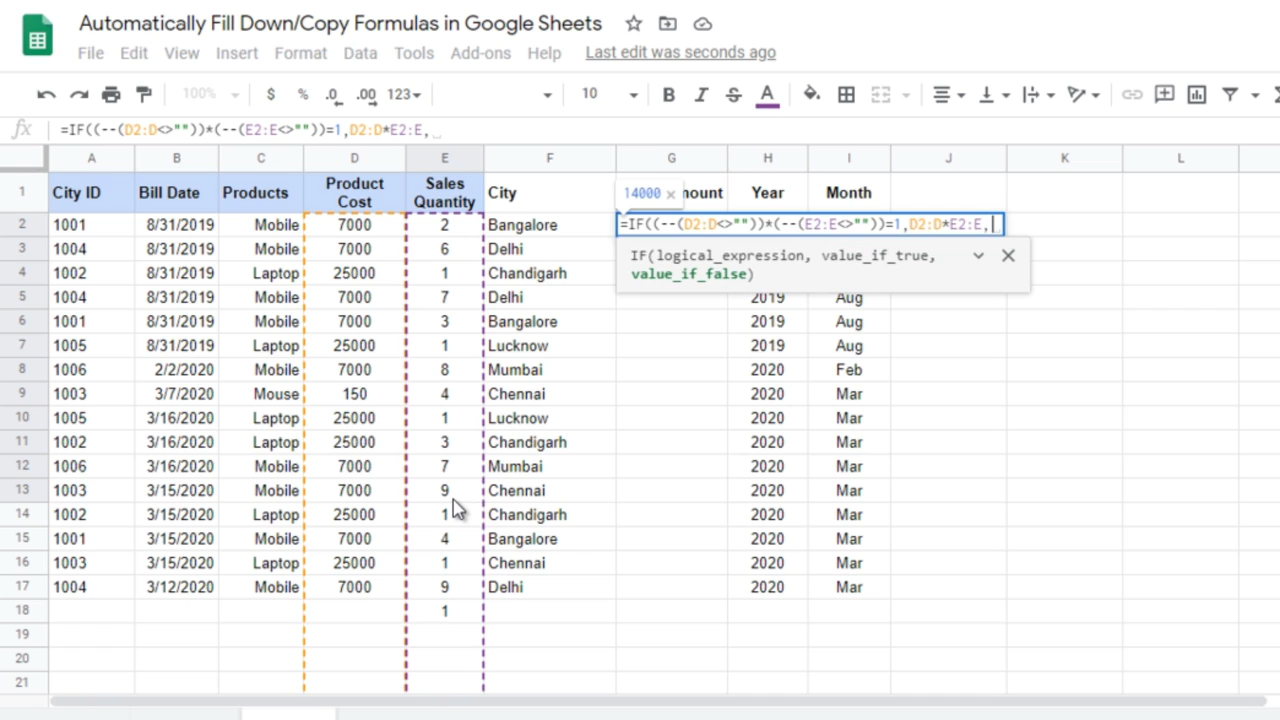 Automatically Fill Down/Copy Formulas in Google Sheets
File Edit View Insert Format Data Tools Add-ons Help Last edit was seconds ago
100% $ % .0 .00 123 10 B I S A
fx =IF((--(D2:D<>""))*(--(E2:E<>""))=1,D2:D*E2:E,
A B C D E F G H I J K L
1 City ID Bill Date Products Product Cost Sales Quantity City 14000 × mount Year Month
2 1001 8/31/2019 Mobile 7000 2 Bangalore =IF((--(D2:D<>""))*(--(E2:E<>""))=1,D2:D*E2:E,
3 1004 8/31/2019 Mobile 7000 6 Delhi IF(logical_expression, value_if_true,
4 1002 8/31/2019 Laptop 25000 1 Chandigarh value_if_false)
5 1004 8/31/2019 Mobile 7000 7 Delhi 2019 Aug
6 1001 8/31/2019 Mobile 7000 3 Bangalore 2019 Aug
7 1005 8/31/2019 Laptop 25000 1 Lucknow 2019 Aug
8 1006 2/2/2020 Mobile 7000 8 Mumbai 2020 Feb
9 1003 3/7/2020 Mouse 150 4 Chennai 2020 Mar
10 1005 3/16/2020 Laptop 25000 1 Lucknow 2020 Mar
11 1002 3/16/2020 Laptop 25000 3 Chandigarh 2020 Mar
12 1006 3/16/2020 Mobile 7000 7 Mumbai 2020 Mar
13 1003 3/15/2020 Mobile 7000 9 Chennai 2020 Mar
14 1002 3/15/2020 Laptop 25000 1 Chandigarh 2020 Mar
15 1001 3/15/2020 Mobile 7000 4 Bangalore 2020 Mar
16 1003 3/15/2020 Laptop 25000 1 Chennai 2020 Mar
17 1004 3/12/2020 Mobile 7000 9 Delhi 2020 Mar
18 1
19
20
21